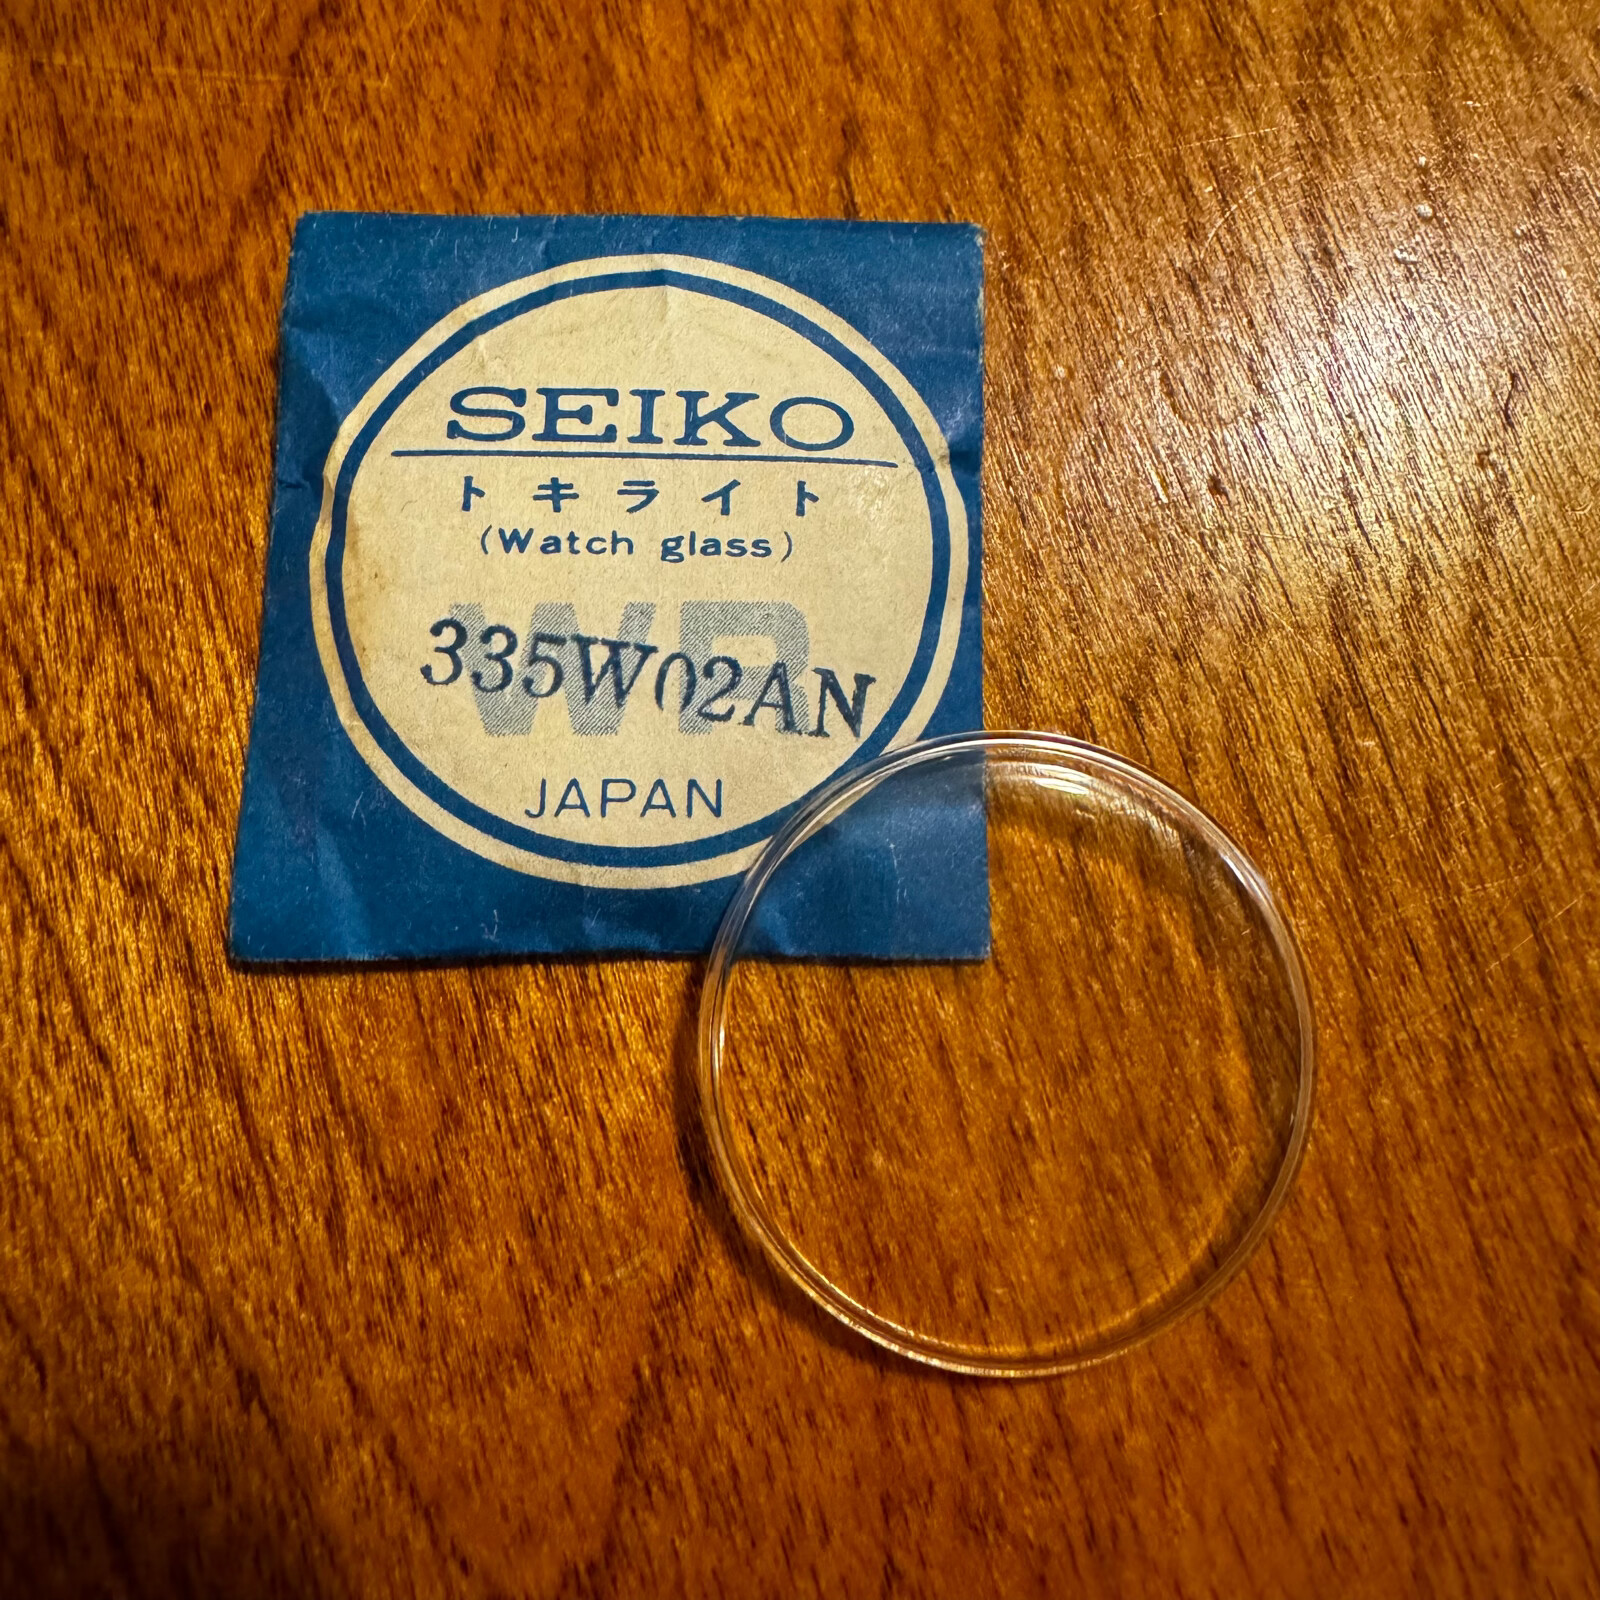 SEIKO
トキライト
(Watch glass)
WR
335W02AN
JAPAN